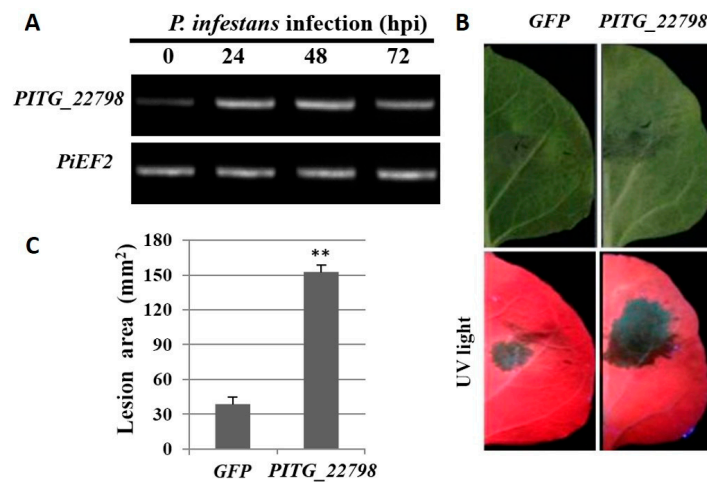 A
P. infestans infection (hpi)
0 24 48 72
PITG_22798
PiEF2
B
GFP PITG_22798
UV light
C
Lesion area (mm²)
180
150
120
90
60
30
0
**
GFP PITG_22798